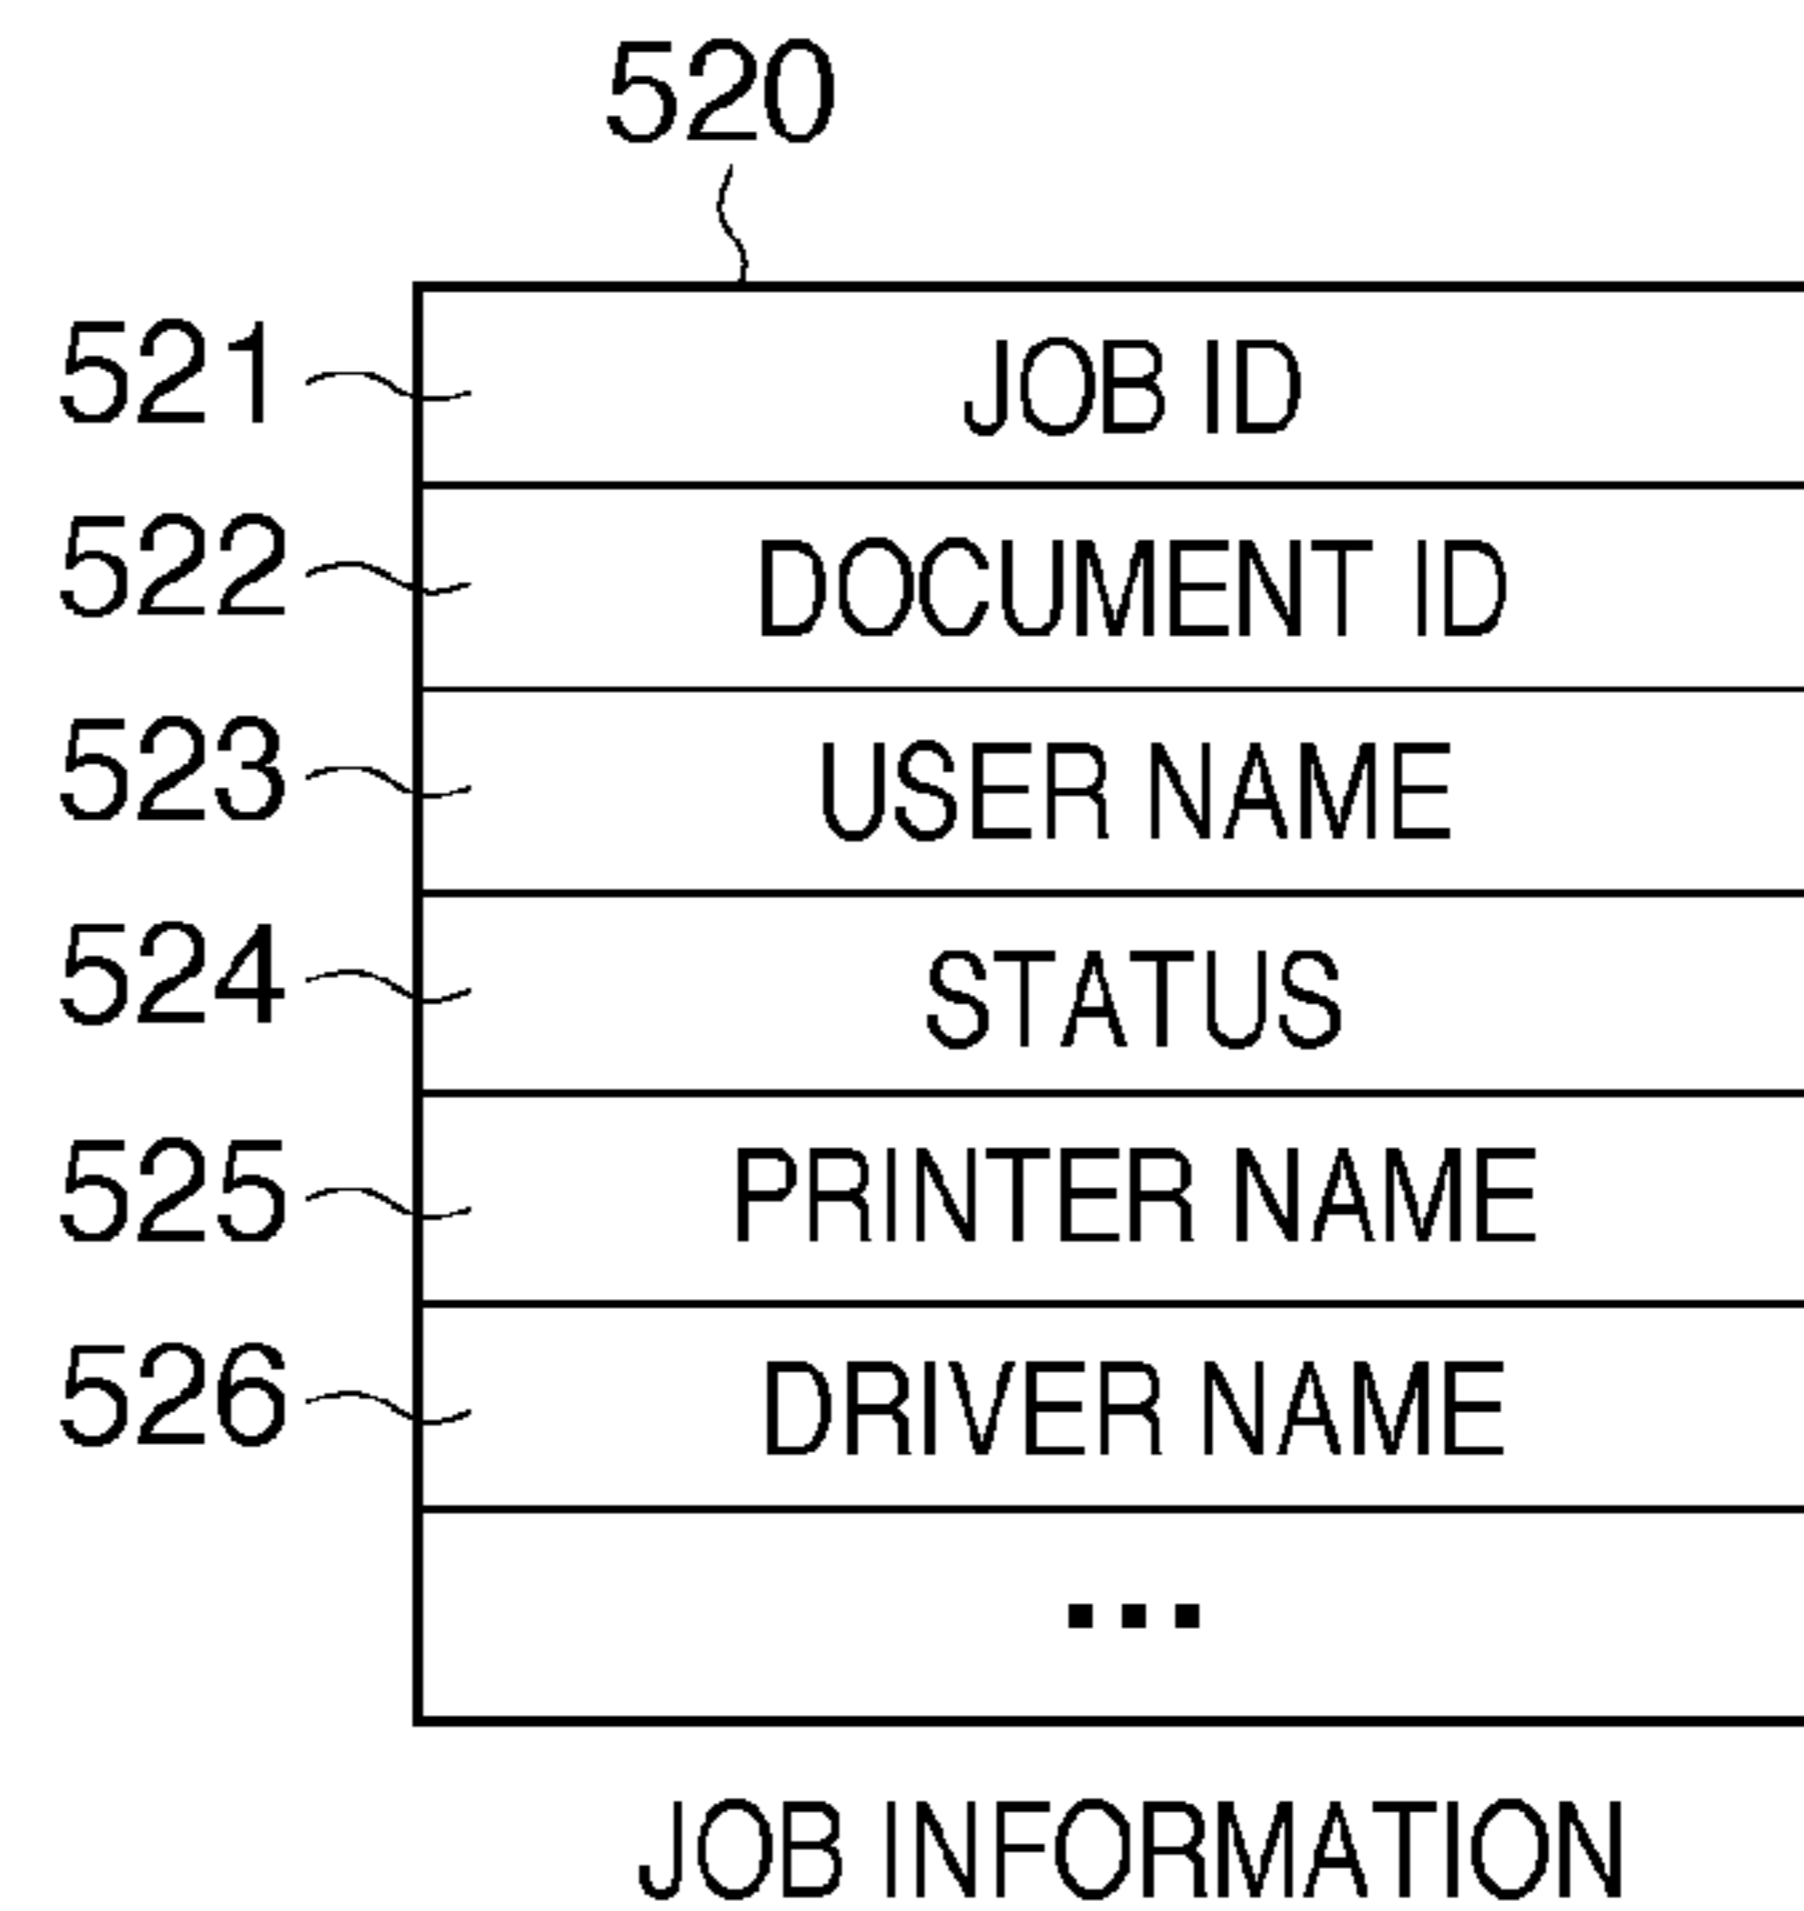 520
521 JOB ID
522 DOCUMENT ID
523 USER NAME
524 STATUS
525 PRINTER NAME
526 DRIVER NAME
...
JOB INFORMATION